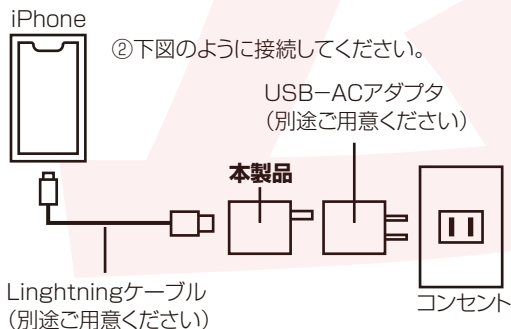 iPhone
②下図のように接続してください。
USB−ACアダプタ
（別途ご用意ください）
本製品
Linghtningケーブル
（別途ご用意ください）
コンセント